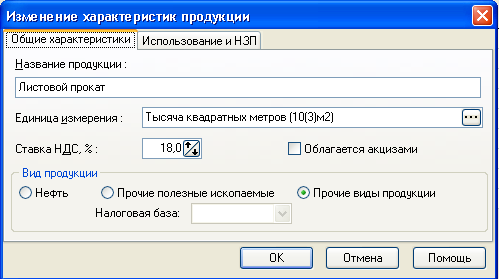 Изменение характеристик продукции
Общие характеристики Использование и НЗП
Название продукции :
Листовой прокат
Единица измерения : Тысяча квадратных метров (10(3)м2) ...
Ставка НДС, % : 18,0 Облагается акцизами
Вид продукции
Нефть Прочие полезные ископаемые Прочие виды продукции
Налоговая база:
OK Отмена Помощь